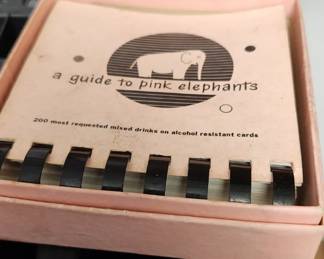 a guide to pink elephants
200 most requested mixed drinks on alcohol resistant cards